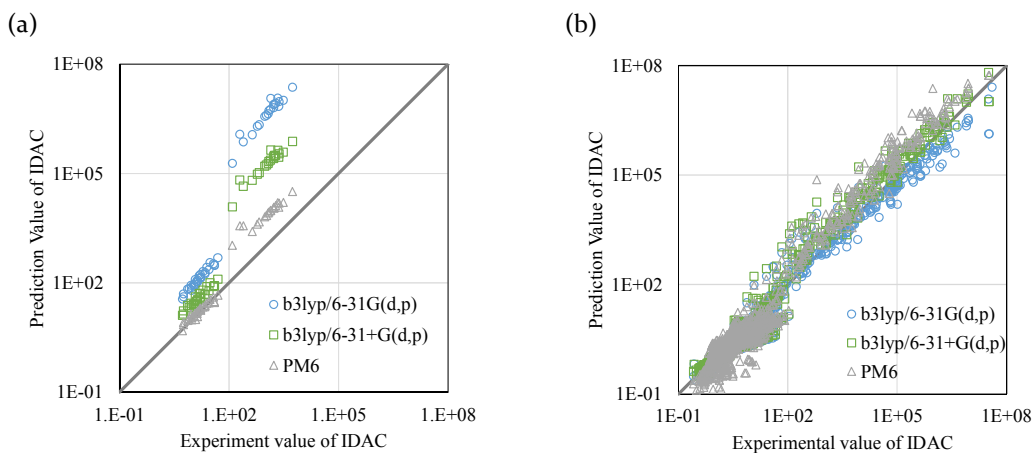 (a)
1E+08
1E+05
1E+02
1E-01
Prediction Value of IDAC
b3lyp/6-31G(d,p)
b3lyp/6-31+G(d,p)
PM6
1.E-01 1.E+02 1.E+05 1.E+08
Experiment value of IDAC
(b)
1E+08
1E+05
1E+02
1E-01
Prediction Value of IDAC
b3lyp/6-31G(d,p)
b3lyp/6-31+G(d,p)
PM6
1E-01 1E+02 1E+05 1E+08
Experimental value of IDAC